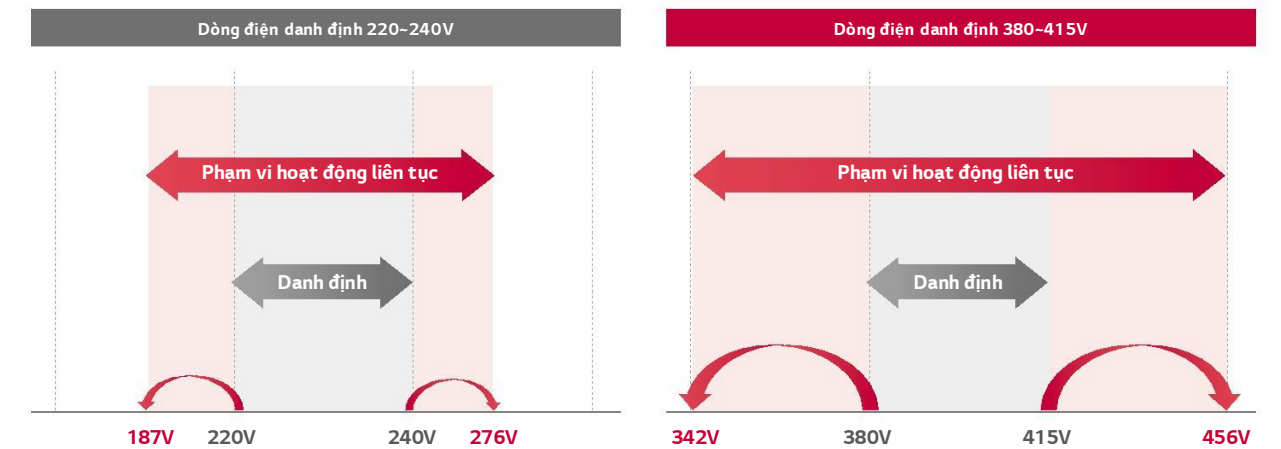 Dòng điện danh định 220~240V
Phạm vi hoạt động liên tục
Danh định
187V 220V 240V 276V
Dòng điện danh định 380~415V
Phạm vi hoạt động liên tục
Danh định
342V 380V 415V 456V